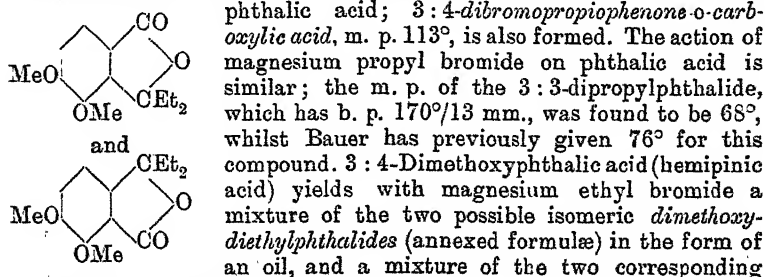 phthalic acid; 3 : 4-dibromopropiophenone-o-carb-
oxylic acid, m. p. 113°, is also formed. The action of
magnesium propyl bromide on phthalic acid is
similar; the m. p. of the 3 : 3-dipropylphthalide,
which has b. p. 170°/13 mm., was found to be 68°,
whilst Bauer has previously given 76° for this
compound. 3 : 4-Dimethoxyphthalic acid (hemipinic
acid) yields with magnesium ethyl bromide a
mixture of the two possible isomeric dimethoxy-
diethylphthalides (annexed formulæ) in the form of
an oil, and a mixture of the two corresponding
CO
O
MeO
CEt₂
OMe
and
CEt₂
O
MeO
CO
OMe